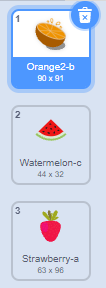 1
Orange2-b
90 x 91
2
Watermelon-c
44 x 32
3
Strawberry-a
63 x 96